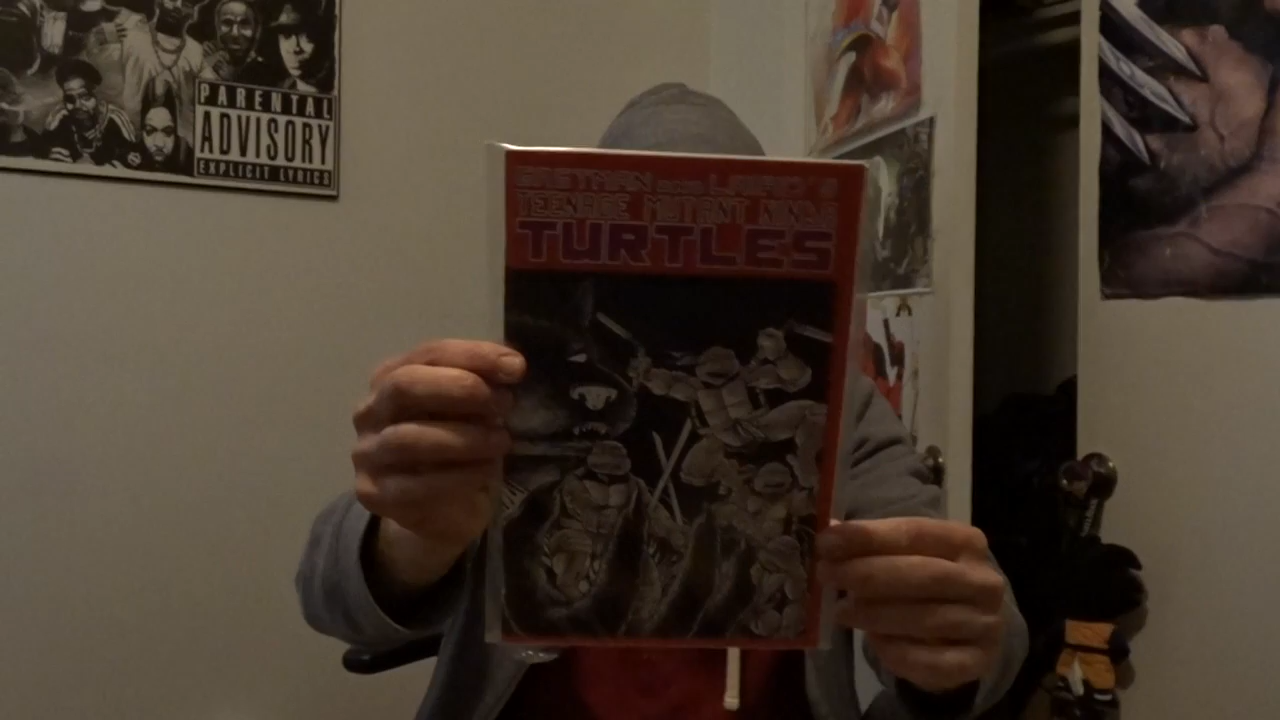 PARENTAL
ADVISORY
EXPLICIT LYRICS
EASTMAN AND LAIRD'S
TEENAGE MUTANT NINJA
TURTLES